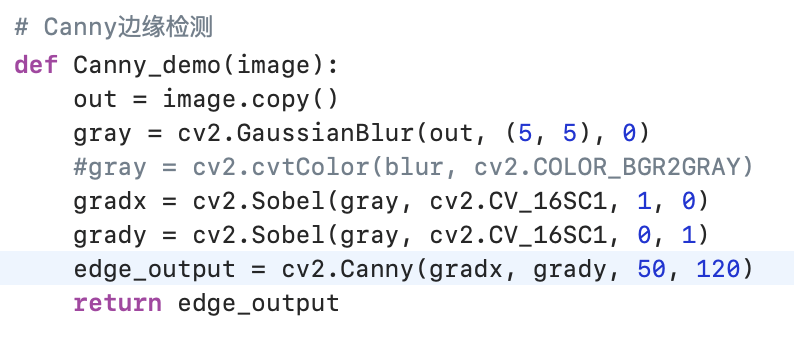 # Canny边缘检测
def Canny_demo(image):
    out = image.copy()
    gray = cv2.GaussianBlur(out, (5, 5), 0)
    #gray = cv2.cvtColor(blur, cv2.COLOR_BGR2GRAY)
    gradx = cv2.Sobel(gray, cv2.CV_16SC1, 1, 0)
    grady = cv2.Sobel(gray, cv2.CV_16SC1, 0, 1)
    edge_output = cv2.Canny(gradx, grady, 50, 120)
    return edge_output